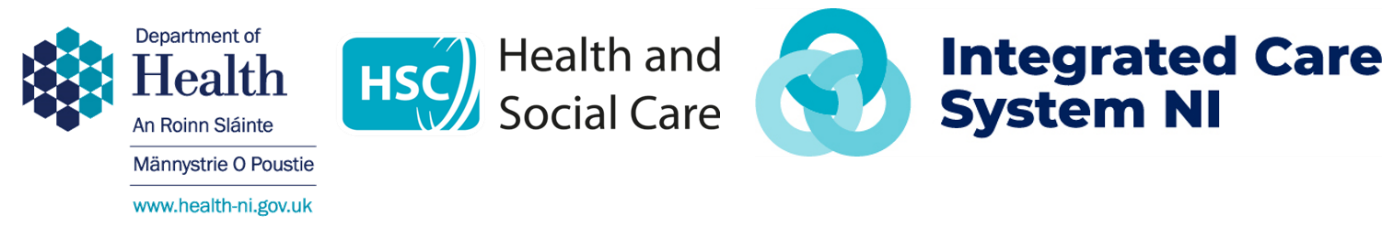 Department of
Health
An Roinn Sláinte
Männystrie O Poustie
www.health-ni.gov.uk
HSC
Health and
Social Care
Integrated Care
System NI